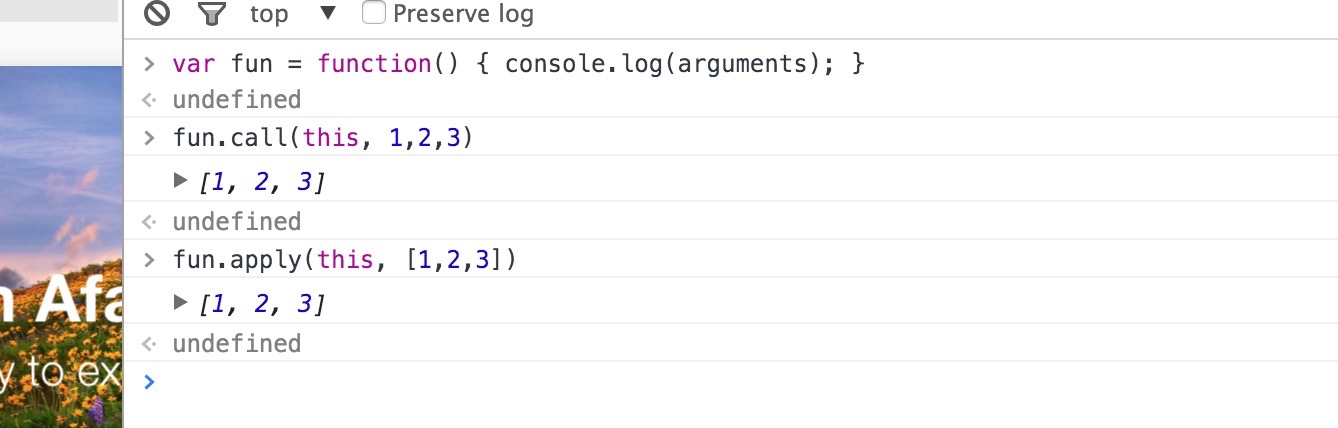 top ▼ Preserve log
> var fun = function() { console.log(arguments); }
undefined
> fun.call(this, 1,2,3)
▶ [1, 2, 3]
undefined
> fun.apply(this, [1,2,3])
▶ [1, 2, 3]
undefined
>
n Afa
y to ex